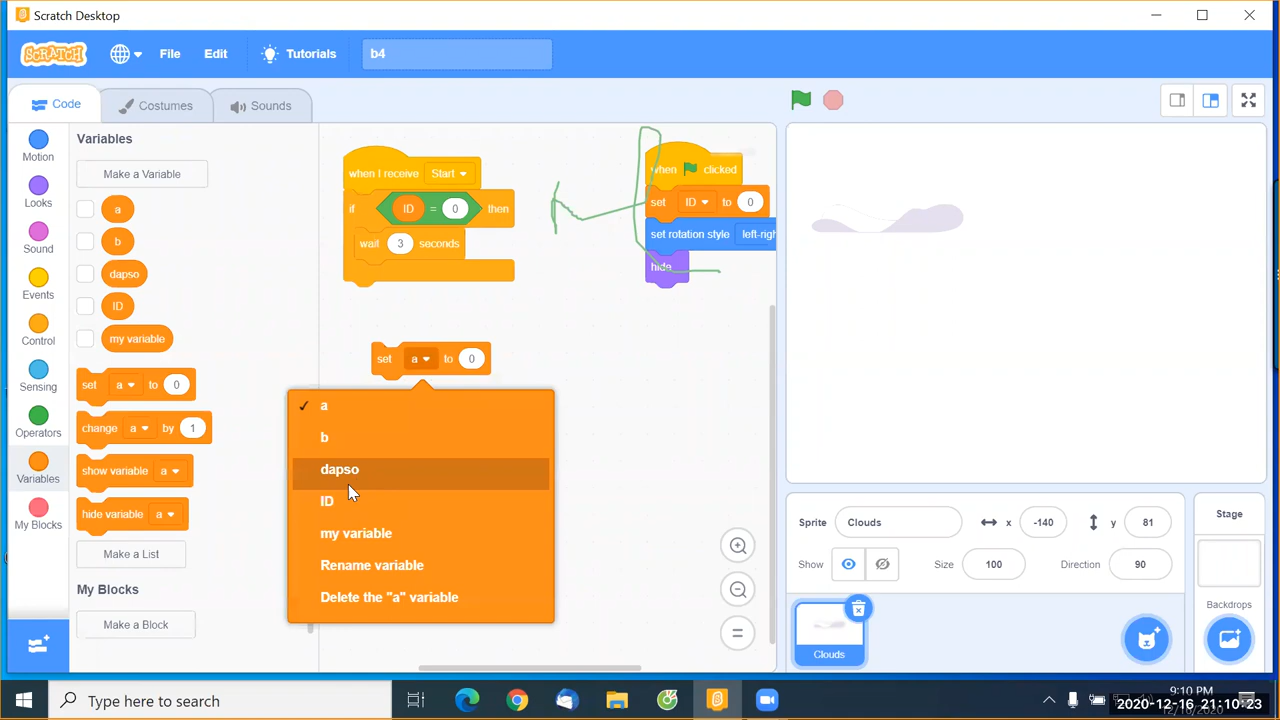 Scratch Desktop
SCRATCH
File
Edit
Tutorials
b4
Code
Costumes
Sounds
Motion
Looks
Sound
Events
Control
Sensing
Operators
Variables
My Blocks
Variables
Make a Variable
a
b
dapso
ID
my variable
set a to 0
change a by 1
show variable a
hide variable a
Make a List
My Blocks
Make a Block
when I receive Start
if ID = 0 then
wait 3 seconds
when clicked
set ID to 0
set rotation style left-righ
hide
set a to 0
✓ a
b
dapso
ID
my variable
Rename variable
Delete the "a" variable
Sprite Clouds x -140 y 81
Show Size 100 Direction 90
Clouds
Stage
Backdrops
Type here to search
9:10 PM
2020-12-16 21:10:23